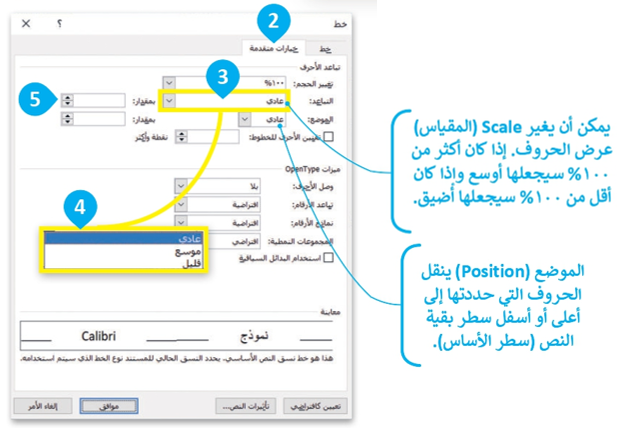 خط
؟
2
خط
خيارات متقدمة
تباعد الأحرف
تغيير الحجم: ١٠٠%
3
التباعد: عادي بمقدار:
5
الموضع: عادي بمقدار:
تقنين الأحرف للخطوط: نقطة وأكثر
ميزات OpenType
وصل الأحرف: بلا
تباعد الأرقام: افتراضية
نماذج الأرقام: افتراضية
المجموعات النمطية: افتراضي
استخدام البدائل السياقية
4
عادي
موسع
قليل
معاينة
نموذج Calibri
هذا هو خط نسق النص الأساسي. يحدد النسق الحالي للمستند نوع الخط الذي سيتم استخدامه.
تعيين كافتراضي
تأثيرات النص...
موافق
إلغاء الأمر
يمكن أن يغير Scale (المقياس)
عرض الحروف. إذا كان أكثر من
١٠٠% سيجعلها أوسع وإذا كان
أقل من ١٠٠% سيجعلها أضيق.
الموضع (Position) ينقل
الحروف التي حددتها إلى
أعلى أو أسفل سطر بقية
النص (سطر الأساس).